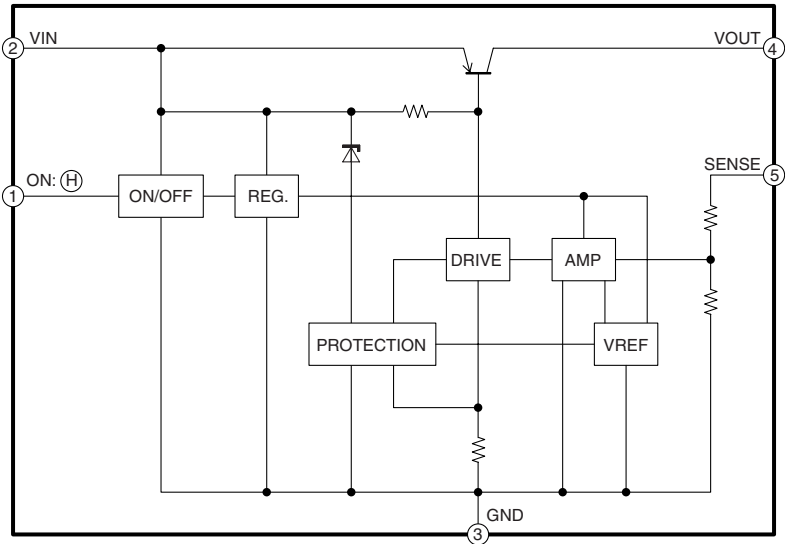 2 VIN VOUT 4
1 ON: H ON/OFF REG. SENSE 5
DRIVE AMP
PROTECTION VREF
GND
3